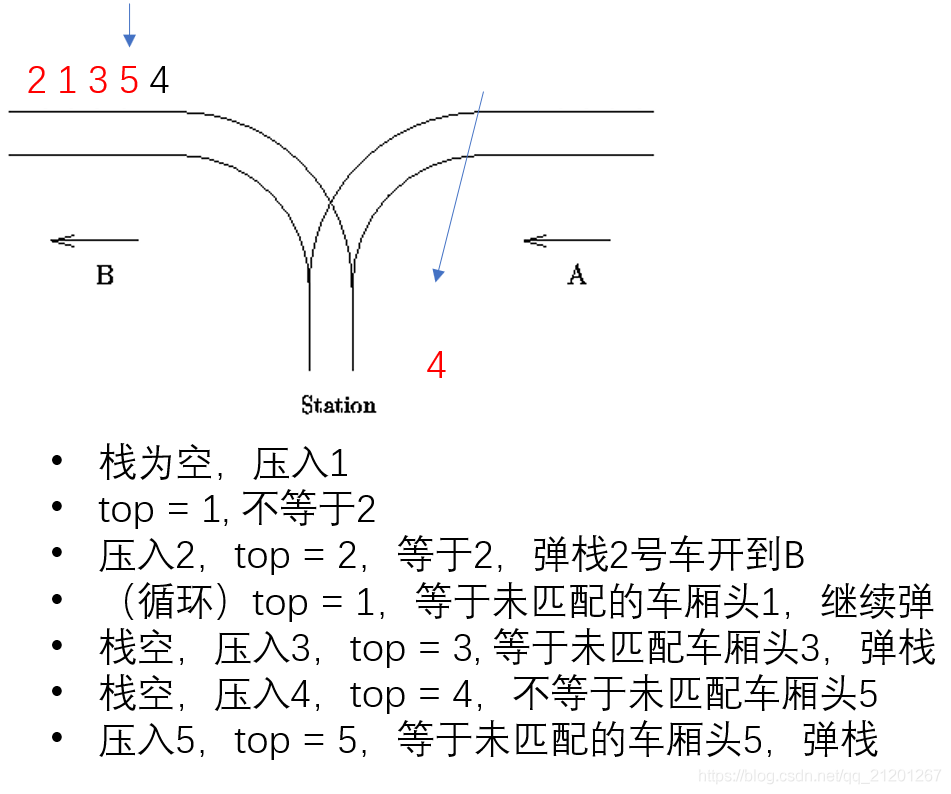 2 1 3 5 4
B
A
4
Station
• 栈为空，压入1
• top = 1, 不等于2
• 压入2，top = 2，等于2，弹栈2号车开到B
• （循环）top = 1，等于未匹配的车厢头1，继续弹
• 栈空，压入3，top = 3, 等于未匹配车厢头3，弹栈
• 栈空，压入4，top = 4，不等于未匹配车厢头5
• 压入5，top = 5，等于未匹配的车厢头5，弹栈
https://blog.csdn.net/qq_21201267